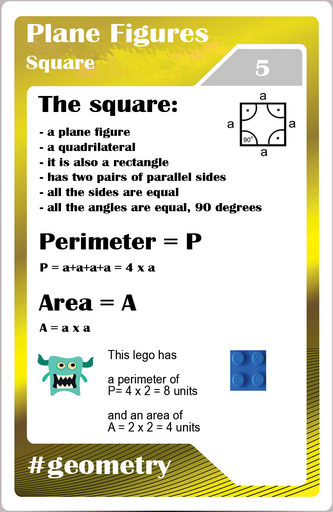 Plane Figures
Square
5
The square:
a
a
a
90°
a
- a plane figure
- a quadrilateral
- it is also a rectangle
- has two pairs of parallel sides
- all the sides are equal
- all the angles are equal, 90 degrees
Perimeter = P
P = a+a+a+a = 4 x a
Area = A
A = a x a
This lego has
a perimeter of
P= 4 x 2 = 8 units
and an area of
A = 2 x 2 = 4 units
#geometry